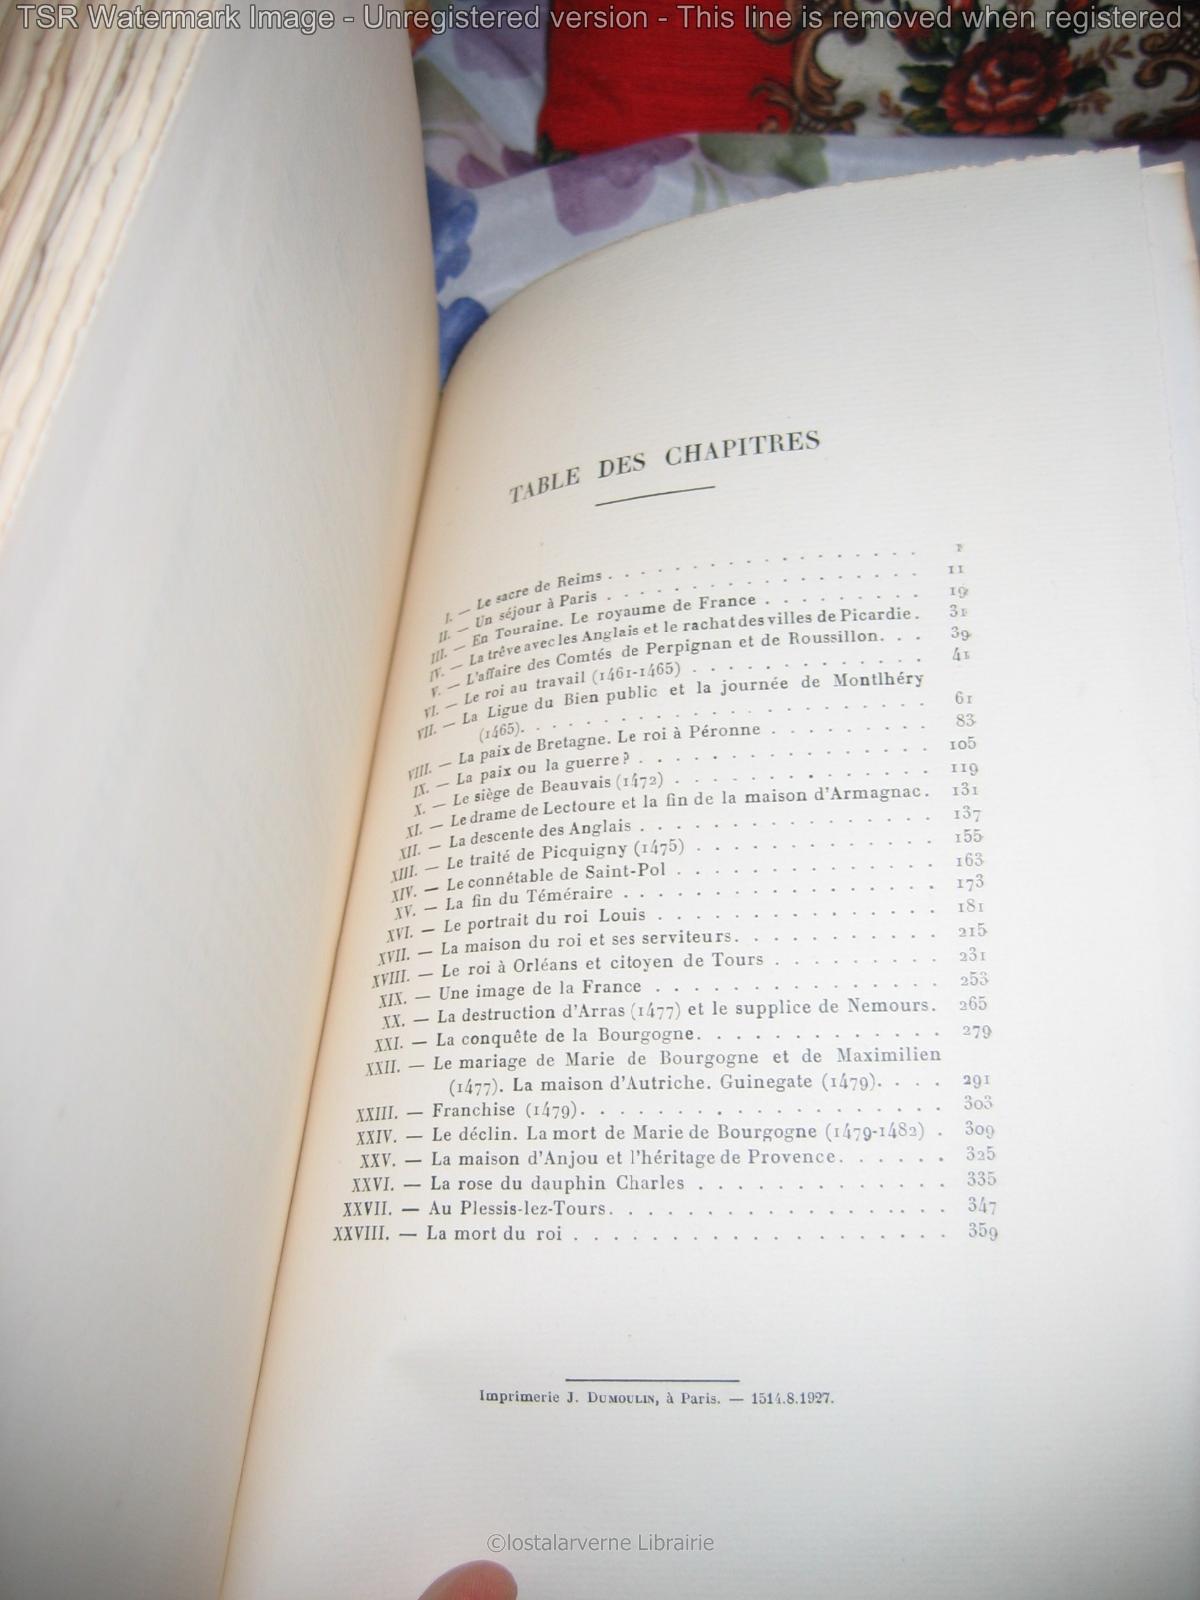 TSR Watermark Image - Unregistered version - This line is removed when registered
TABLE DES CHAPITRES
I. — Le sacre de Reims . . . . . . . . . . . . . . . . 1
II. — Un séjour à Paris . . . . . . . . . . . . . . . . 11
III. — En Touraine. Le royaume de France . . . . . . . . 19
IV. — La trêve avec les Anglais et le rachat des villes de Picardie. 31
V. — L'affaire des Comtés de Perpignan et de Roussillon. . . 39
VI. — Le roi au travail (1461-1465) . . . . . . . . . . . . 41
VII. — La Ligue du Bien public et la journée de Montlhéry
(1465). . . . . . . . . . . . . . . . . . . . 61
VIII. — La paix de Bretagne. Le roi à Péronne . . . . . . . . 83
IX. — La paix ou la guerre? . . . . . . . . . . . . . . . 105
X. — Le siège de Beauvais (1472) . . . . . . . . . . . . . 119
XI. — Le drame de Lectoure et la fin de la maison d'Armagnac. 131
XII. — La descente des Anglais . . . . . . . . . . . . . . 137
XIII. — Le traité de Picquigny (1475) . . . . . . . . . . . . 155
XIV. — Le connétable de Saint-Pol . . . . . . . . . . . . . 163
XV. — La fin du Téméraire . . . . . . . . . . . . . . . . 173
XVI. — Le portrait du roi Louis . . . . . . . . . . . . . . 181
XVII. — La maison du roi et ses serviteurs. . . . . . . . . . . 215
XVIII. — Le roi à Orléans et citoyen de Tours . . . . . . . . . 231
XIX. — Une image de la France . . . . . . . . . . . . . . 253
XX. — La destruction d'Arras (1477) et le supplice de Nemours. 265
XXI. — La conquête de la Bourgogne. . . . . . . . . . . . . 279
XXII. — Le mariage de Marie de Bourgogne et de Maximilien
(1477). La maison d'Autriche. Guinegate (1479). . . . 291
XXIII. — Franchise (1479). . . . . . . . . . . . . . . . . . 303
XXIV. — Le déclin. La mort de Marie de Bourgogne (1479-1482) . 309
XXV. — La maison d'Anjou et l'héritage de Provence. . . . . . 325
XXVI. — La rose du dauphin Charles . . . . . . . . . . . . . 335
XXVII. — Au Plessis-lez-Tours. . . . . . . . . . . . . . . . . 347
XXVIII. — La mort du roi . . . . . . . . . . . . . . . . . . . 359
Imprimerie J. DUMOULIN, à Paris. — 1514.8.1927.
©lostalarverne Librairie